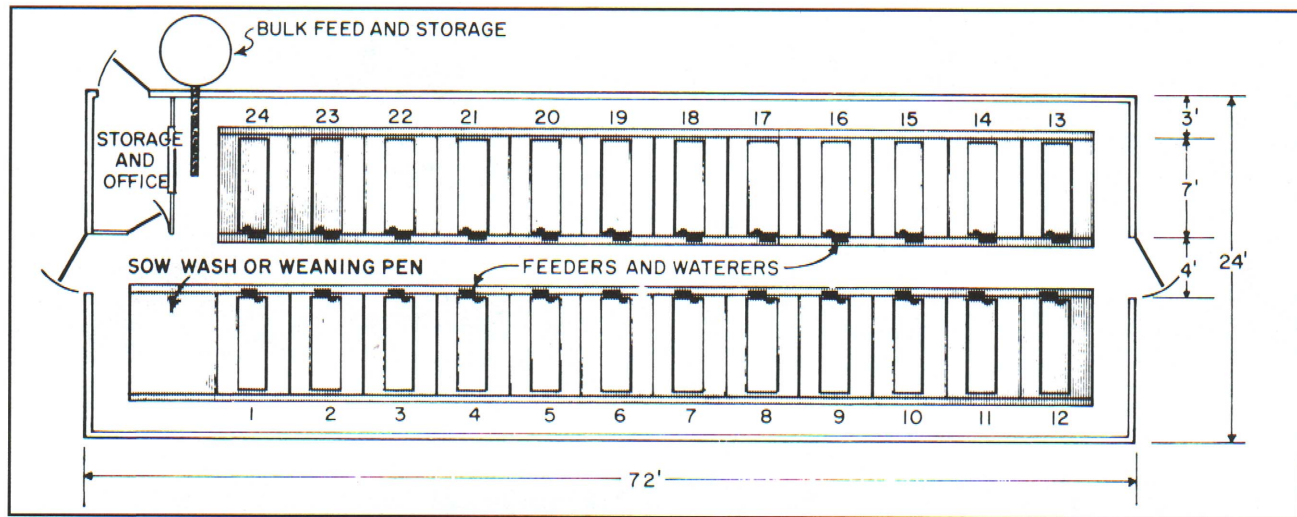 BULK FEED AND STORAGE
24 23 22 21 20 19 18 17 16 15 14 13
3'
STORAGE
AND
OFFICE
7'
SOW WASH OR WEANING PEN
FEEDERS AND WATERERS
4'
24'
1 2 3 4 5 6 7 8 9 10 11 12
72'